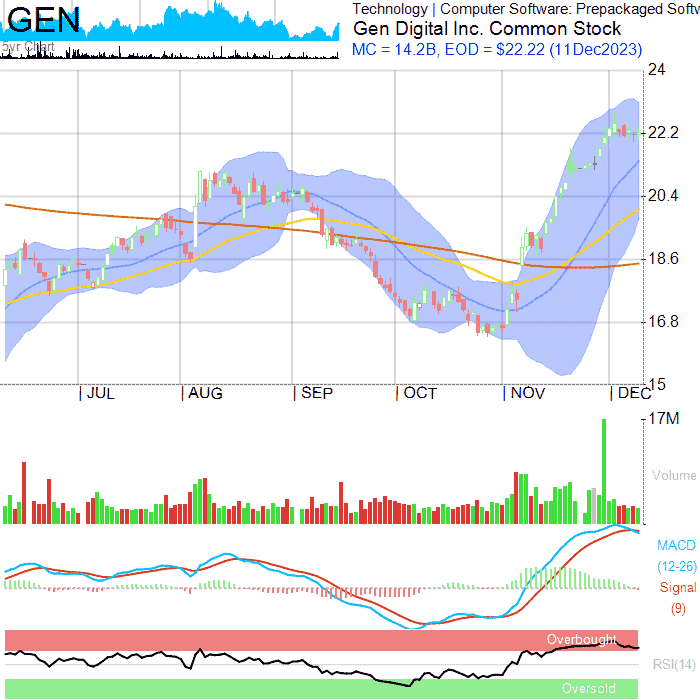 GEN
Technology | Computer Software: Prepackaged Softw
5yr Chart
Gen Digital Inc. Common Stock
MC = 14.2B, EOD = $22.22 (11Dec2023)
24
22.2
20.4
18.6
16.8
15
|JUL |AUG |SEP |OCT |NOV |DEC
17M
Volume
MACD
(12-26)
Signal
(9)
Overbought
RSI(14)
Oversold